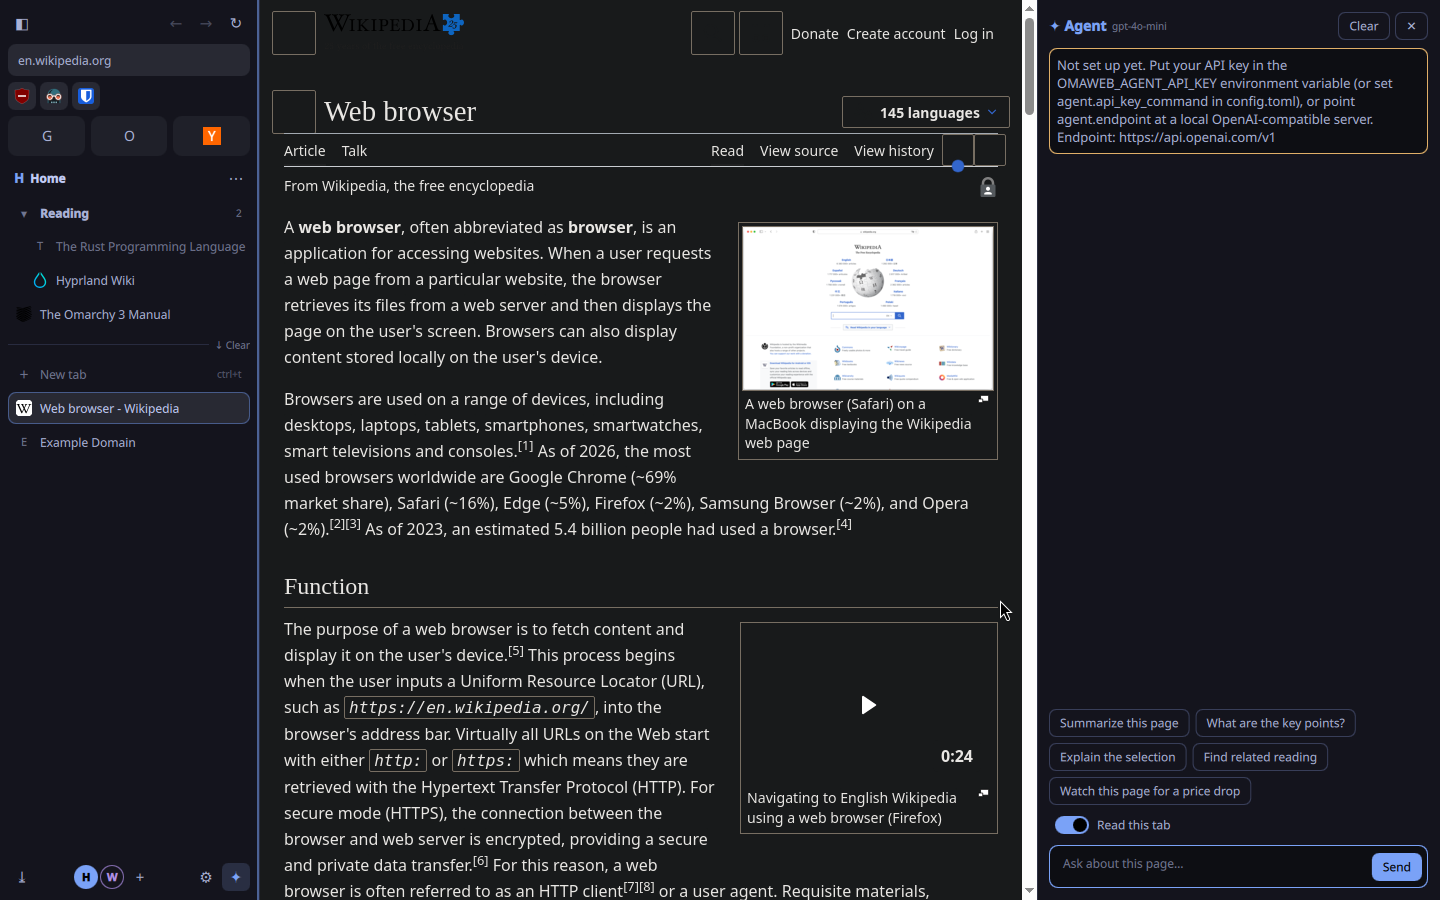 en.wikipedia.org
G
O
Y
H Home
Reading
2
T The Rust Programming Language
Hyprland Wiki
The Omarchy 3 Manual
↓ Clear
+ New tab
ctrl+t
W Web browser - Wikipedia
E Example Domain
H
W
+
WIKIPEDIA
Donate
Create account
Log in
Web browser
145 languages
Article
Talk
Read
View source
View history
From Wikipedia, the free encyclopedia
A web browser, often abbreviated as browser, is an
application for accessing websites. When a user requests
a web page from a particular website, the browser
retrieves its files from a web server and then displays the
page on the user's screen. Browsers can also display
content stored locally on the user's device.
WIKIPEDIA
A web browser (Safari) on a
MacBook displaying the Wikipedia
web page
Browsers are used on a range of devices, including
desktops, laptops, tablets, smartphones, smartwatches,
smart televisions and consoles.[1] As of 2026, the most
used browsers worldwide are Google Chrome (~69%
market share), Safari (~16%), Edge (~5%), Firefox (~2%), Samsung Browser (~2%), and Opera
(~2%).[2][3] As of 2023, an estimated 5.4 billion people had used a browser.[4]
Function
The purpose of a web browser is to fetch content and
display it on the user's device.[5] This process begins
when the user inputs a Uniform Resource Locator (URL),
such as https://en.wikipedia.org/, into the
browser's address bar. Virtually all URLs on the Web start
with either http: or https: which means they are
retrieved with the Hypertext Transfer Protocol (HTTP). For
secure mode (HTTPS), the connection between the
browser and web server is encrypted, providing a secure
and private data transfer.[6] For this reason, a web
browser is often referred to as an HTTP client[7][8] or a user agent. Requisite materials,
0:24
Navigating to English Wikipedia
using a web browser (Firefox)
Agent gpt-4o-mini
Clear
×
Not set up yet. Put your API key in the
OMAWEB_AGENT_API_KEY environment variable (or set
agent.api_key_command in config.toml), or point
agent.endpoint at a local OpenAI-compatible server.
Endpoint: https://api.openai.com/v1
Summarize this page
What are the key points?
Explain the selection
Find related reading
Watch this page for a price drop
Read this tab
Ask about this page...
Send